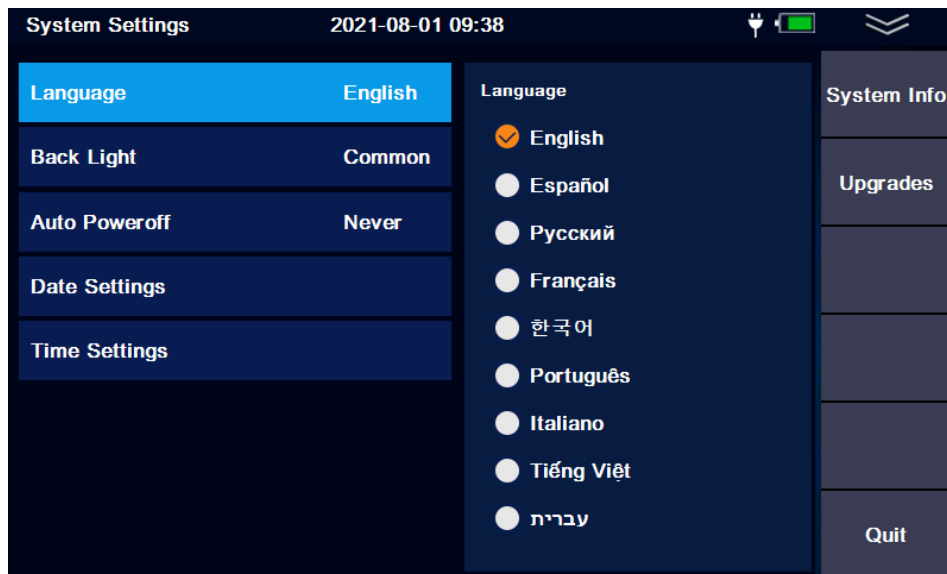 System Settings 2021-08-01 09:38
Language English
Back Light Common
Auto Poweroff Never
Date Settings
Time Settings
Language
English
Español
Русский
Français
한국어
Português
Italiano
Tiếng Việt
עברית
System Info
Upgrades
Quit